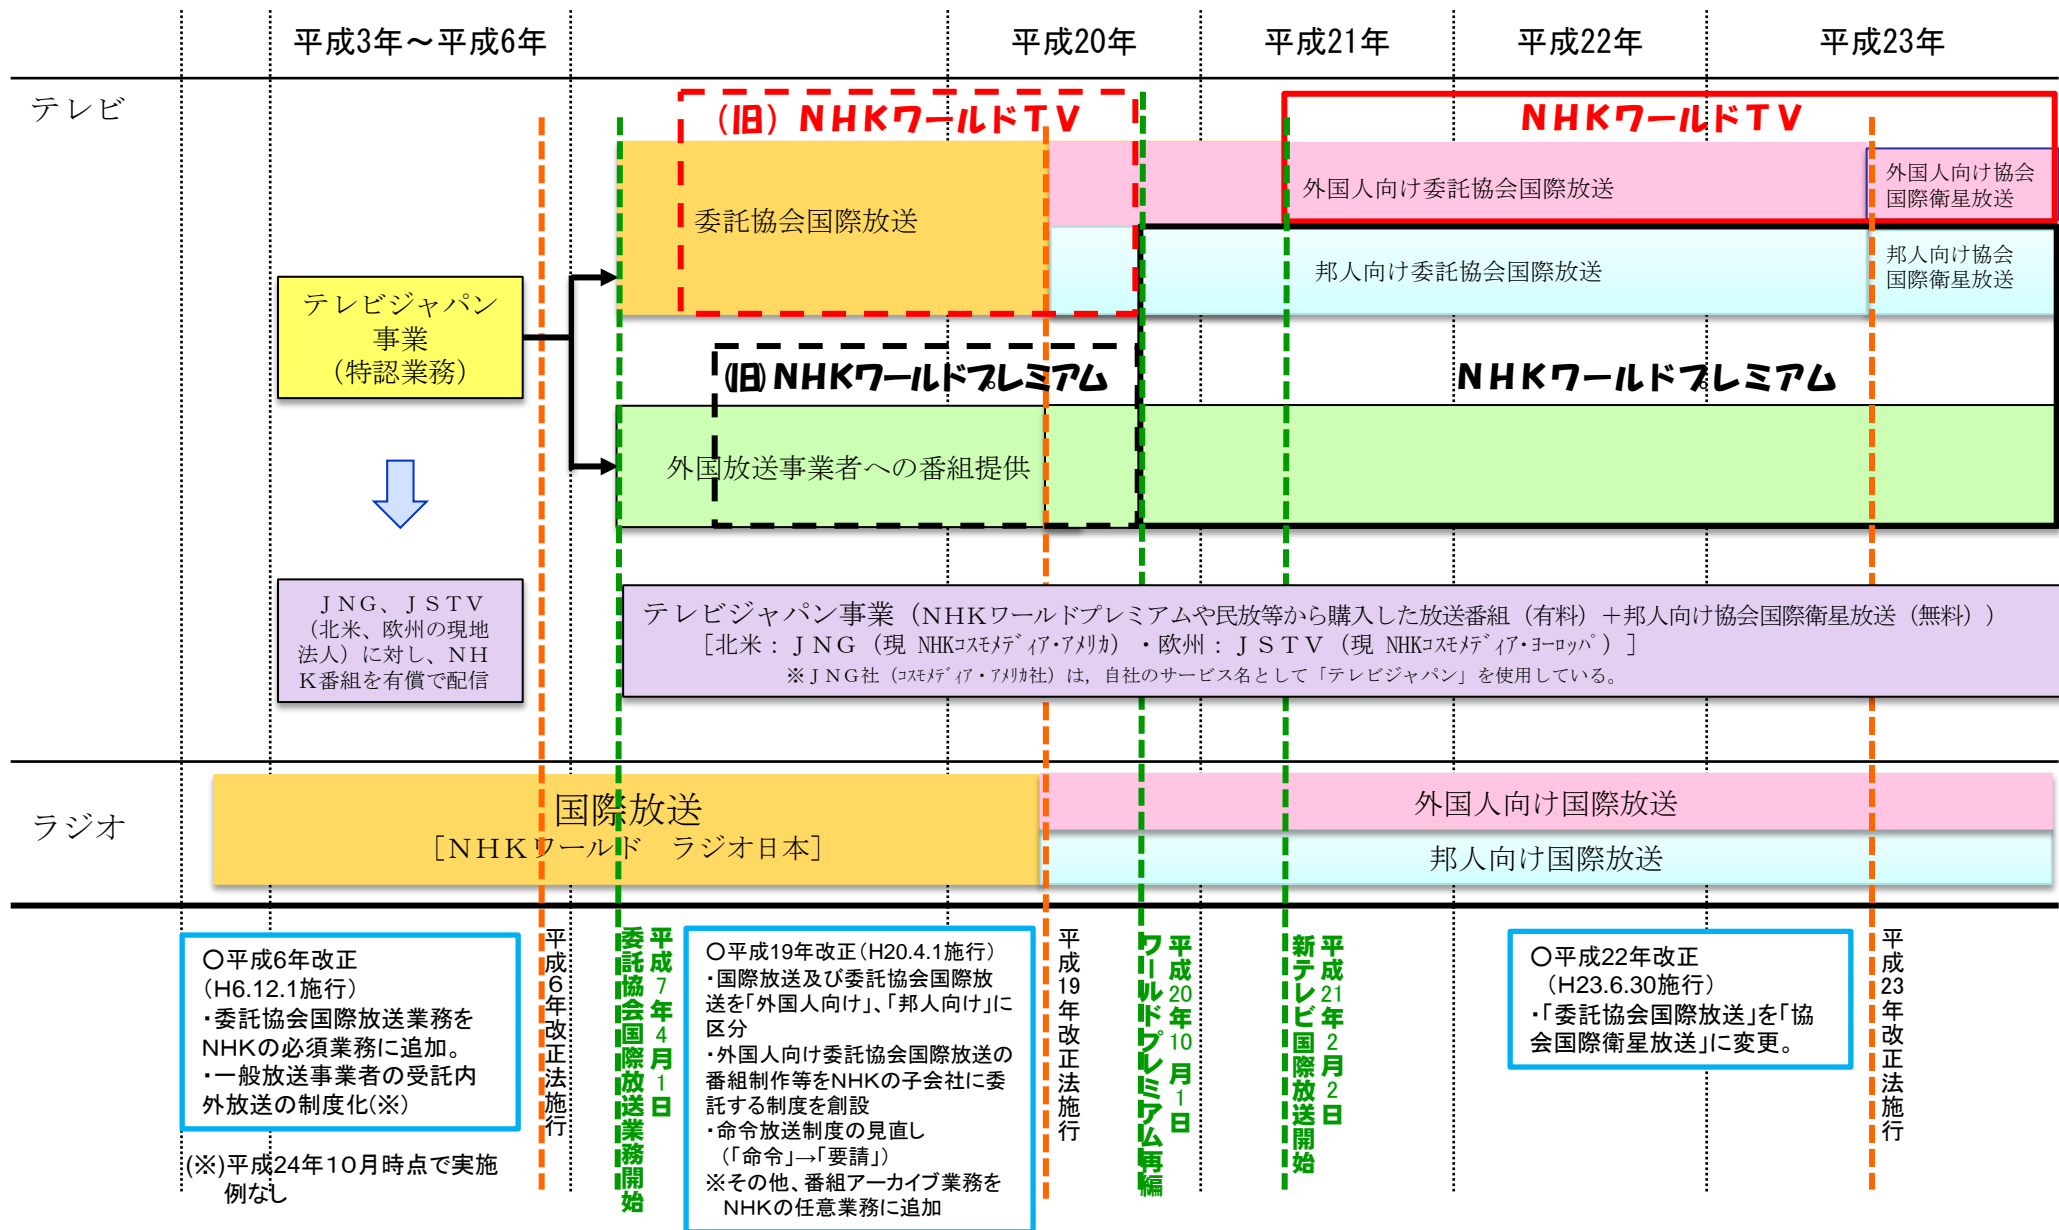 平成3年～平成6年
平成20年
平成21年
平成22年
平成23年
テレビ
(旧) NHKワールドTV
NHKワールドTV
委託協会国際放送
外国人向け委託協会国際放送
外国人向け協会
国際衛星放送
邦人向け委託協会国際放送
邦人向け協会
国際衛星放送
テレビジャパン
事業
（特認業務）
(旧)NHKワールドプレミアム
NHKワールドプレミアム
外国放送事業者への番組提供
ＪＮＧ、ＪＳＴＶ
（北米、欧州の現地
法人）に対し、ＮＨ
Ｋ番組を有償で配信
テレビジャパン事業（NHKワールドプレミアムや民放等から購入した放送番組（有料）＋邦人向け協会国際衛星放送（無料））
［北米：ＪＮＧ（現 NHKｺｽﾓﾒﾃﾞｨｱ・ｱﾒﾘｶ）・欧州：ＪＳＴＶ（現 NHKｺｽﾓﾒﾃﾞｨｱ・ﾖｰﾛｯﾊﾟ）］
※ＪＮＧ社（ｺｽﾓﾒﾃﾞｨｱ・ｱﾒﾘｶ社）は，自社のサービス名として「テレビジャパン」を使用している。
ラジオ
国際放送
［ＮＨＫワールド　ラジオ日本］
外国人向け国際放送
邦人向け国際放送
○平成6年改正
（H6.12.1施行）
・委託協会国際放送業務を
NHKの必須業務に追加。
・一般放送事業者の受託内
外放送の制度化(※)
(※)平成24年10月時点で実施
例なし
平成6年改正法施行
平成7年4月1日
委託協会国際放送業務開始
○平成19年改正（H20.4.1施行）
・国際放送及び委託協会国際放
送を「外国人向け」、「邦人向け」に
区分
・外国人向け委託協会国際放送の
番組制作等をNHKの子会社に委
託する制度を創設
・命令放送制度の見直し
（「命令」→「要請」）
※その他、番組アーカイブ業務を
NHKの任意業務に追加
平成19年改正法施行
平成20年10月1日
ワールドプレミアム再編
平成21年2月2日
新テレビ国際放送開始
○平成22年改正
（H23.6.30施行）
・「委託協会国際放送」を「協
会国際衛星放送」に変更。
平成23年改正法施行